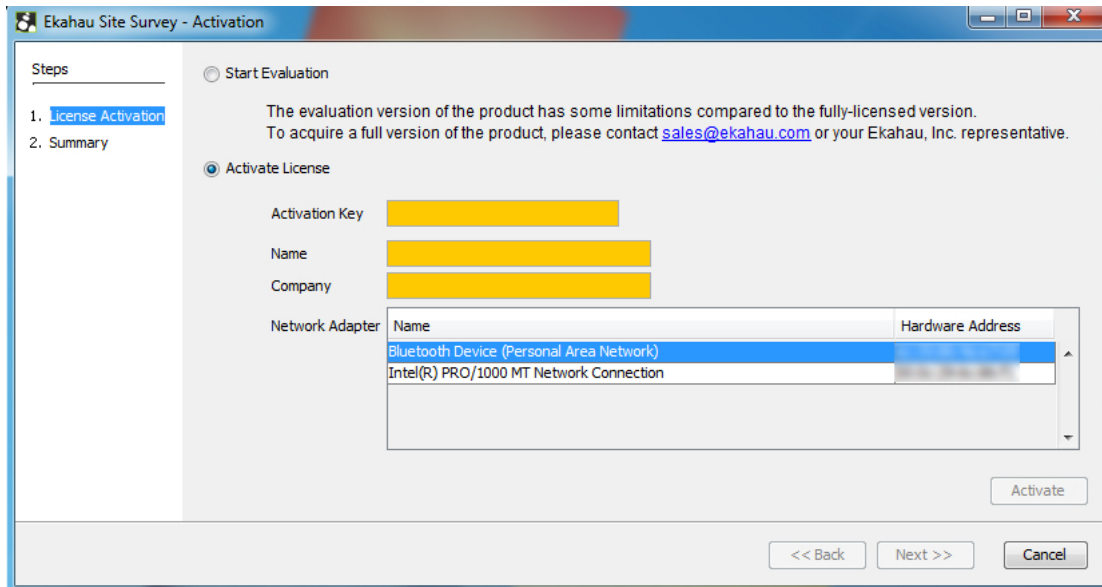 Ekahau Site Survey - Activation
Steps
1. License Activation
2. Summary
Start Evaluation
The evaluation version of the product has some limitations compared to the fully-licensed version.
To acquire a full version of the product, please contact sales@ekahau.com or your Ekahau, Inc. representative.
Activate License
Activation Key
Name
Company
Network Adapter
Name Hardware Address
Bluetooth Device (Personal Area Network)
Intel(R) PRO/1000 MT Network Connection
Activate
<< Back Next >> Cancel